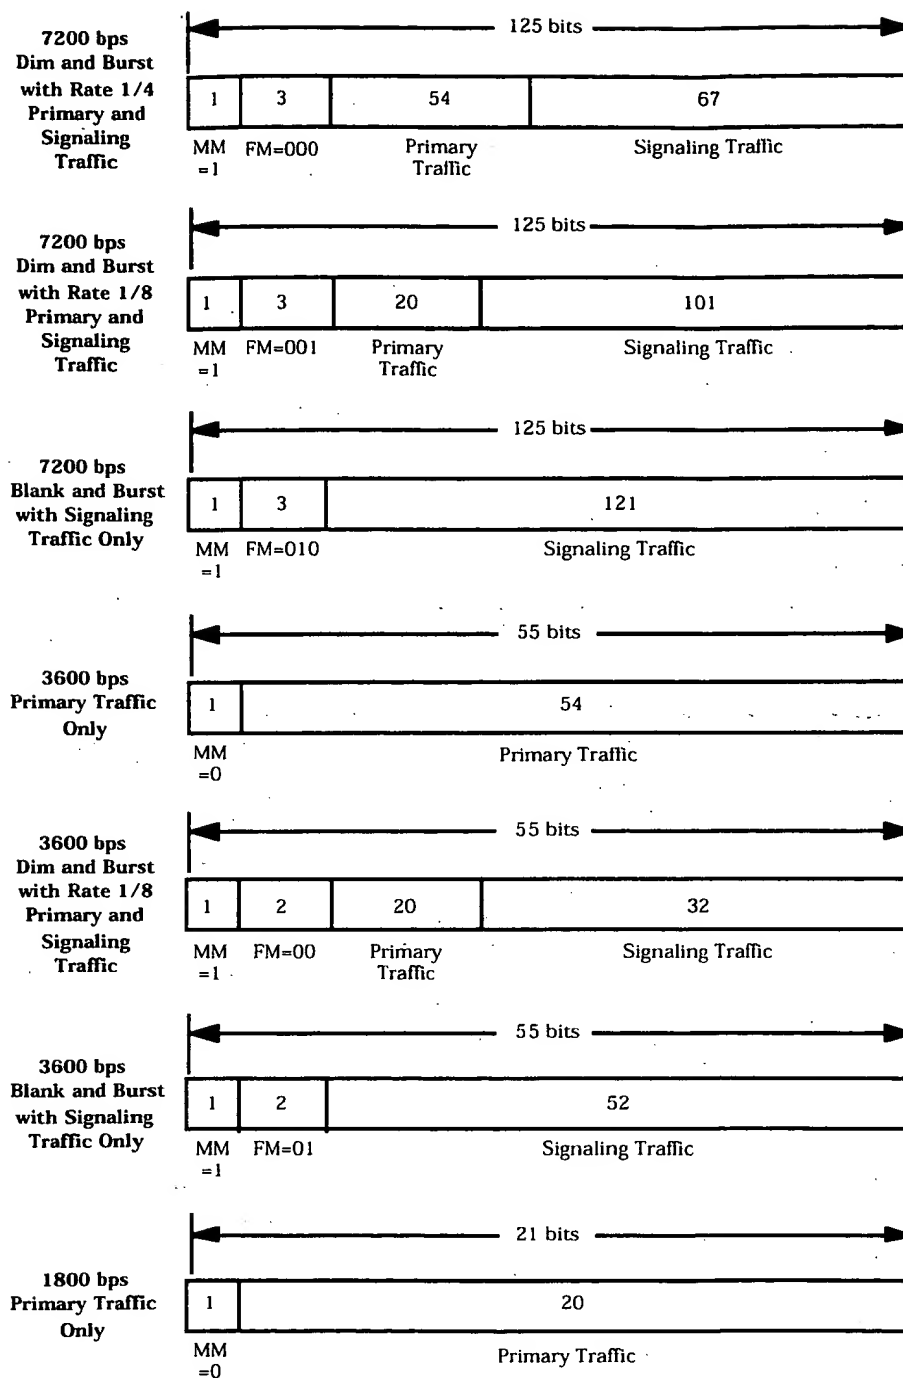 125 bits
7200 bps
Dim and Burst
with Rate 1/4
Primary and
Signaling
Traffic
1 3 54 67
MM
=1
FM=000
Primary
Traffic
Signaling Traffic
125 bits
7200 bps
Dim and Burst
with Rate 1/8
Primary and
Signaling
Traffic
1 3 20 101
MM
=1
FM=001
Primary
Traffic
Signaling Traffic
125 bits
7200 bps
Blank and Burst
with Signaling
Traffic Only
1 3 121
MM
=1
FM=010
Signaling Traffic
55 bits
3600 bps
Primary Traffic
Only
1 54
MM
=0
Primary Traffic
55 bits
3600 bps
Dim and Burst
with Rate 1/8
Primary and
Signaling
Traffic
1 2 20 32
MM
=1
FM=00
Primary
Traffic
Signaling Traffic
55 bits
3600 bps
Blank and Burst
with Signaling
Traffic Only
1 2 52
MM
=1
FM=01
Signaling Traffic
21 bits
1800 bps
Primary Traffic
Only
1 20
MM
=0
Primary Traffic